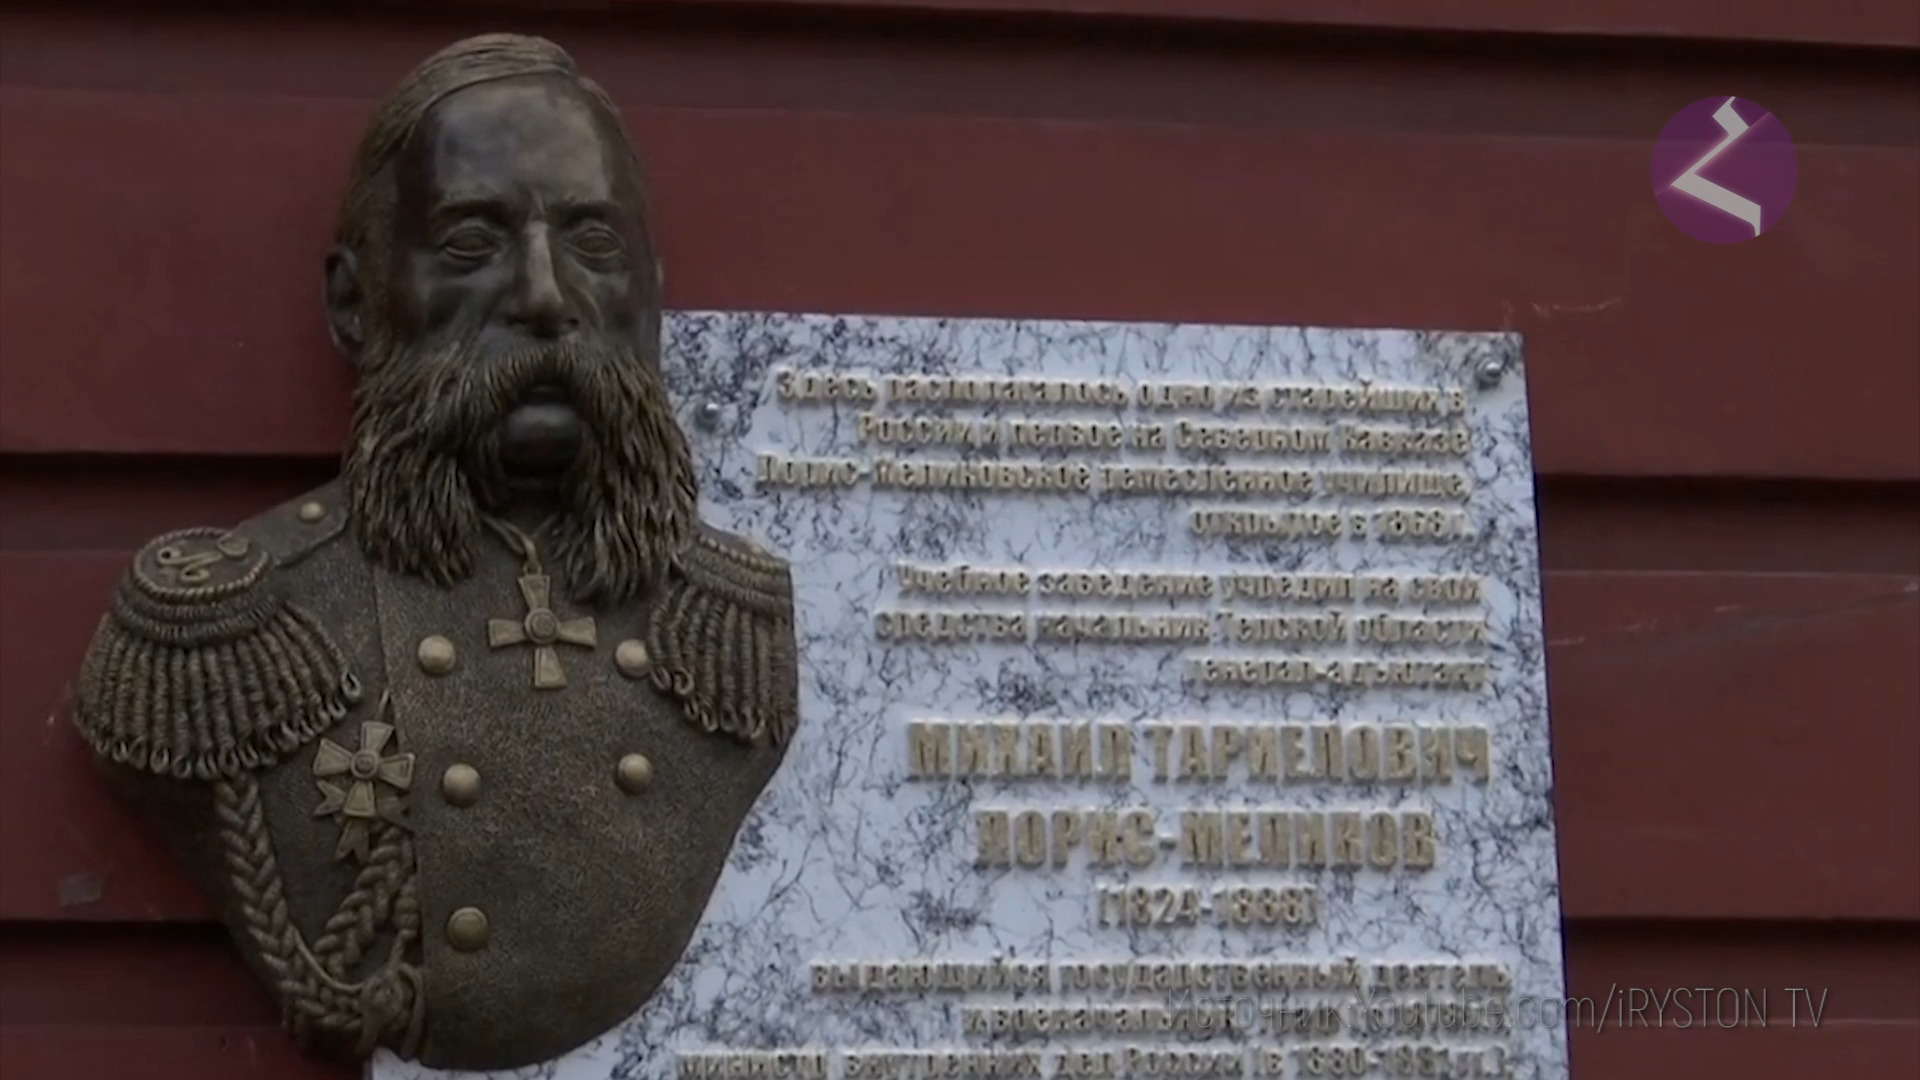 Здесь располагалось одно из старейших в
России и первое на Северном Кавказе
Лорис-Меликовское ремесленное училище,
открытое в 1868 г.
Учебное заведение учредил на свои
средства начальник Терской области
генерал-адъютант
МИХАИЛ ТАРИЕЛОВИЧ
ЛОРИС-МЕЛИКОВ
(1824-1888)
выдающийся государственный деятель
и военачальник
министр внутренних дел России (в 1880-1881 гг.),
Источник:Youtube.com/iRYSTON TV